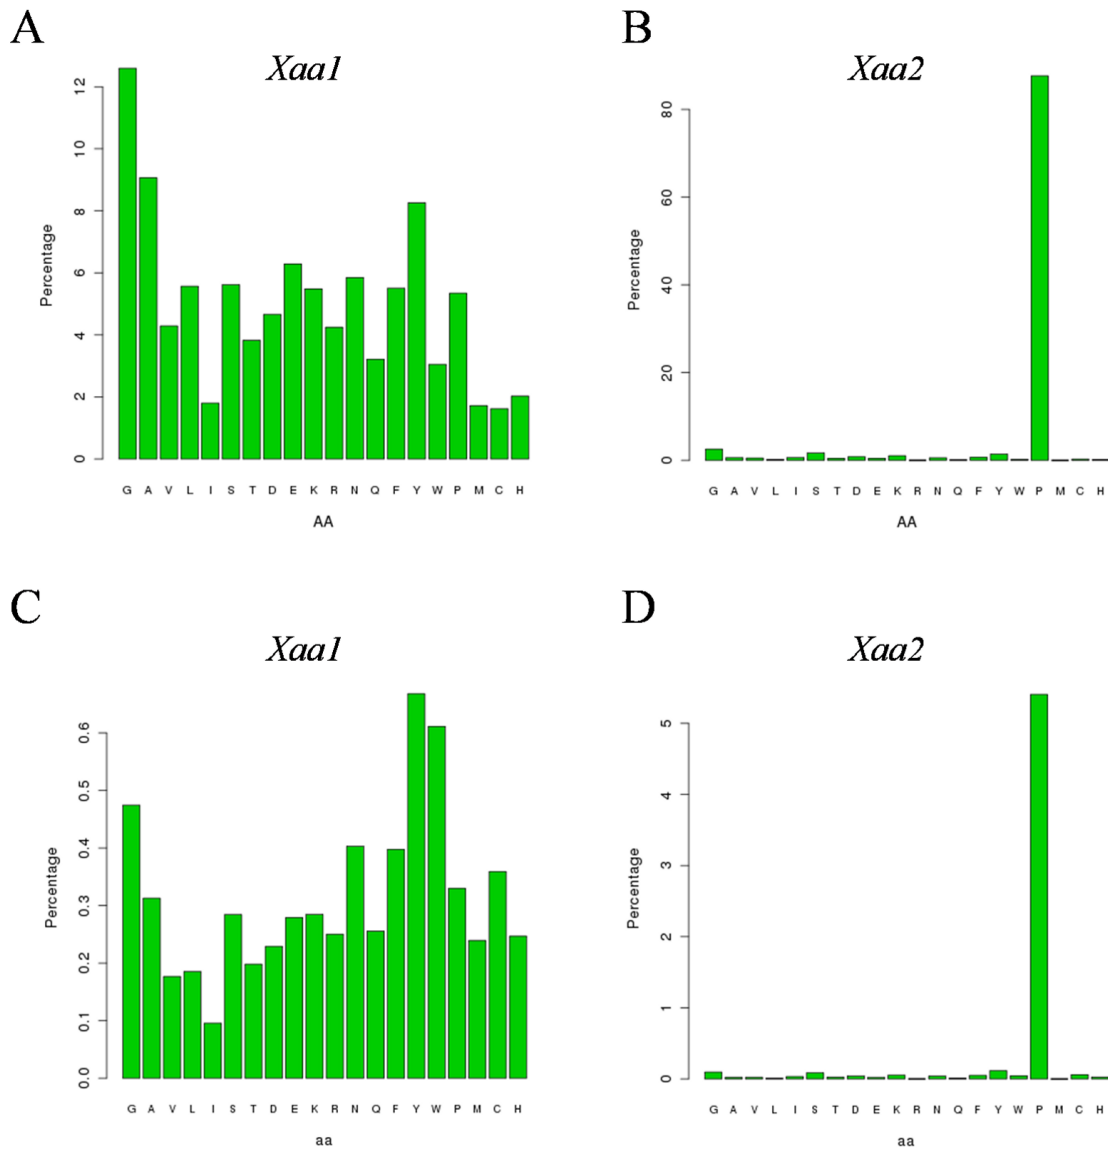 A
Xaa1
Percentage
0 2 4 6 8 10 12
G A V L I S T D E K R N Q F Y W P M C H
AA
B
Xaa2
Percentage
0 20 40 60 80
G A V L I S T D E K R N Q F Y W P M C H
AA
C
Xaa1
Percentage
0.0 0.1 0.2 0.3 0.4 0.5 0.6
G A V L I S T D E K R N Q F Y W P M C H
aa
D
Xaa2
Percentage
0 1 2 3 4 5
G A V L I S T D E K R N Q F Y W P M C H
aa